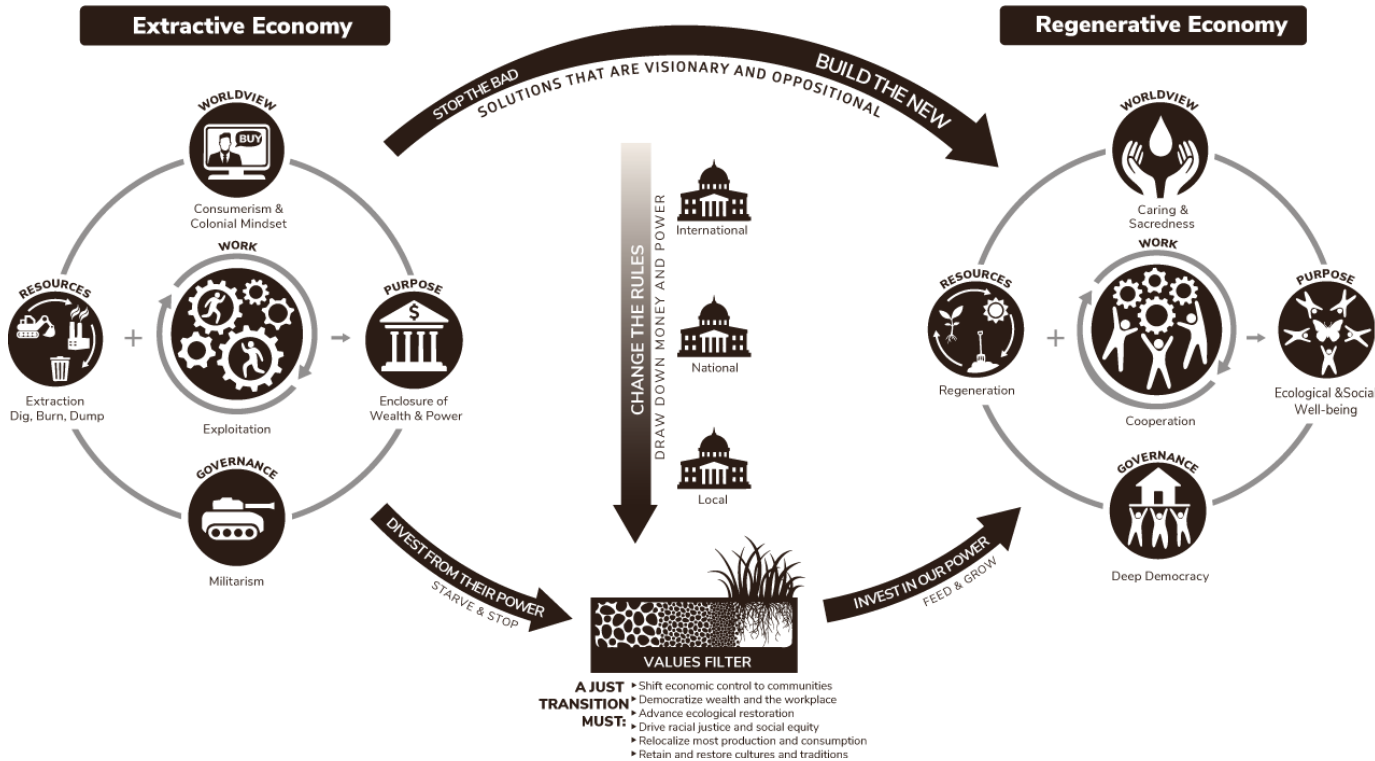 Extractive Economy
Regenerative Economy
STOP THE BAD
BUILD THE NEW
SOLUTIONS THAT ARE VISIONARY AND OPPOSITIONAL
WORLDVIEW
BUY
Consumerism &
Colonial Mindset
WORK
RESOURCES
PURPOSE
$
Extraction
Dig, Burn, Dump
Exploitation
Enclosure of
Wealth & Power
GOVERNANCE
Militarism
CHANGE THE RULES
DRAW DOWN MONEY AND POWER
International
National
Local
WORLDVIEW
Caring &
Sacredness
WORK
RESOURCES
PURPOSE
Regeneration
Cooperation
Ecological &Social
Well-being
GOVERNANCE
Deep Democracy
DIVEST FROM THEIR POWER
STARVE & STOP
INVEST IN OUR POWER
FEED & GROW
VALUES FILTER
A JUST
TRANSITION
MUST:
Shift economic control to communities
Democratize wealth and the workplace
Advance ecological restoration
Drive racial justice and social equity
Relocalize most production and consumption
Retain and restore cultures and traditions